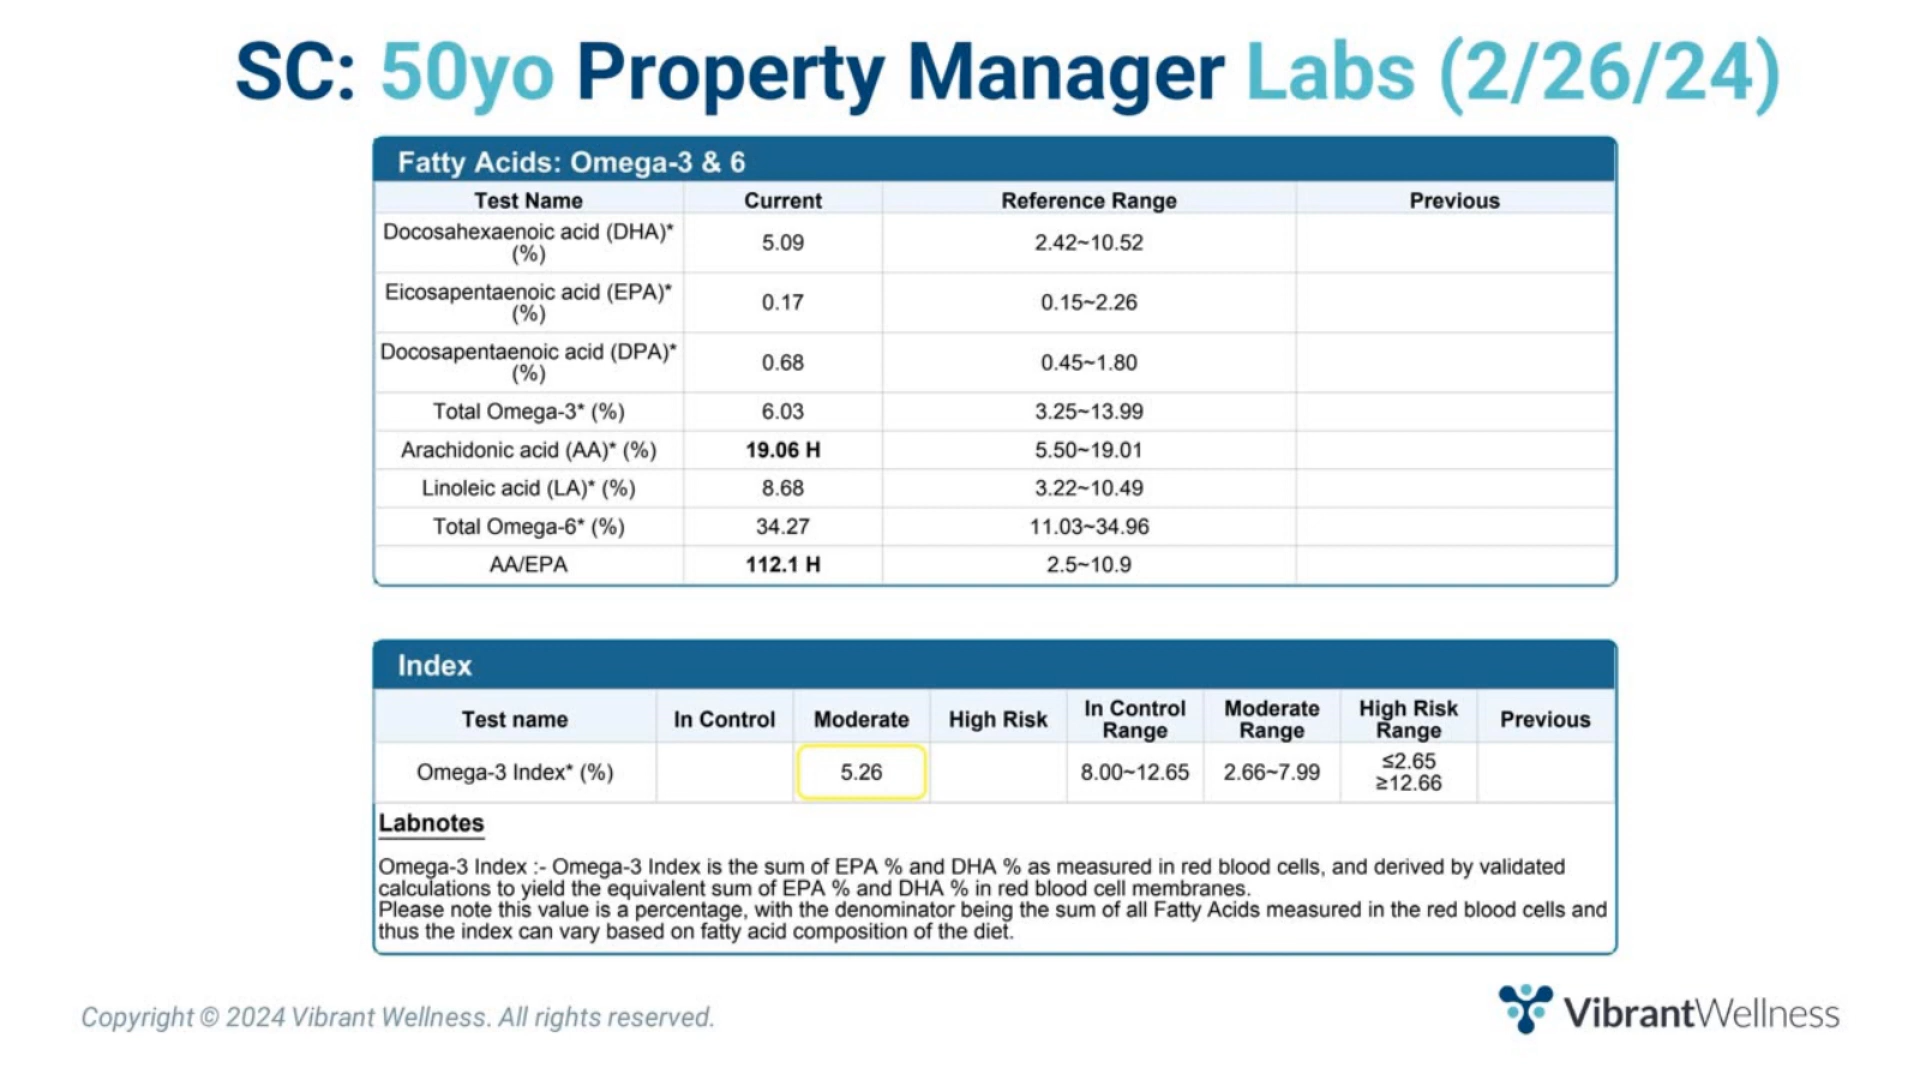 SC: 50yo Property Manager Labs (2/26/24)
Fatty Acids: Omega-3 & 6
Test Name Current Reference Range Previous
Docosahexaenoic acid (DHA)*
(%) 5.09 2.42~10.52
Eicosapentaenoic acid (EPA)*
(%) 0.17 0.15~2.26
Docosapentaenoic acid (DPA)*
(%) 0.68 0.45~1.80
Total Omega-3* (%) 6.03 3.25~13.99
Arachidonic acid (AA)* (%) 19.06 H 5.50~19.01
Linoleic acid (LA)* (%) 8.68 3.22~10.49
Total Omega-6* (%) 34.27 11.03~34.96
AA/EPA 112.1 H 2.5~10.9
Index
Test name In Control Moderate High Risk In Control Range Moderate Range High Risk Range Previous
Omega-3 Index* (%) 5.26 8.00~12.65 2.66~7.99 ≤2.65 ≥12.66
Labnotes
Omega-3 Index :- Omega-3 Index is the sum of EPA % and DHA % as measured in red blood cells, and derived by validated
calculations to yield the equivalent sum of EPA % and DHA % in red blood cell membranes.
Please note this value is a percentage, with the denominator being the sum of all Fatty Acids measured in the red blood cells and
thus the index can vary based on fatty acid composition of the diet.
Copyright © 2024 Vibrant Wellness. All rights reserved.
VibrantWellness